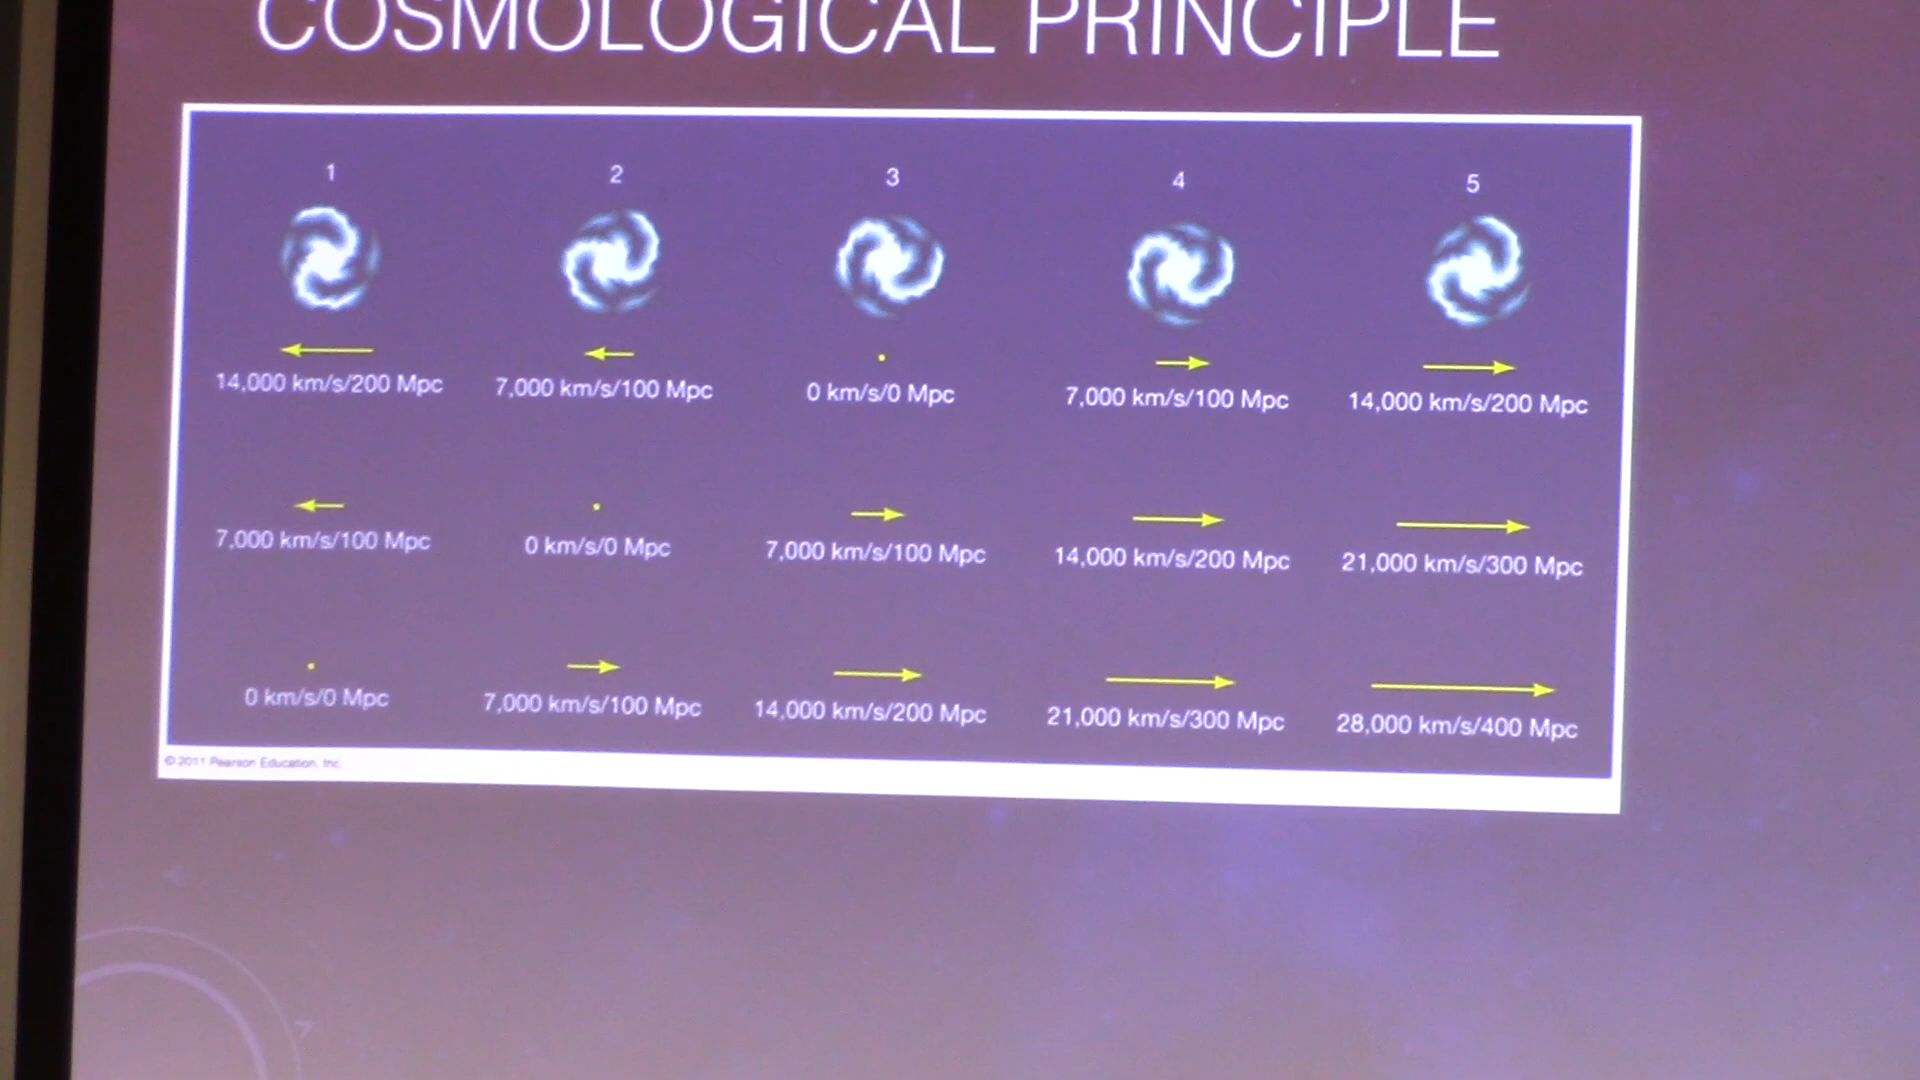 COSMOLOGICAL PRINCIPLE
1 2 3 4 5
14,000 km/s/200 Mpc 7,000 km/s/100 Mpc 0 km/s/0 Mpc 7,000 km/s/100 Mpc 14,000 km/s/200 Mpc
7,000 km/s/100 Mpc 0 km/s/0 Mpc 7,000 km/s/100 Mpc 14,000 km/s/200 Mpc 21,000 km/s/300 Mpc
0 km/s/0 Mpc 7,000 km/s/100 Mpc 14,000 km/s/200 Mpc 21,000 km/s/300 Mpc 28,000 km/s/400 Mpc
© 2011 Pearson Education, Inc.